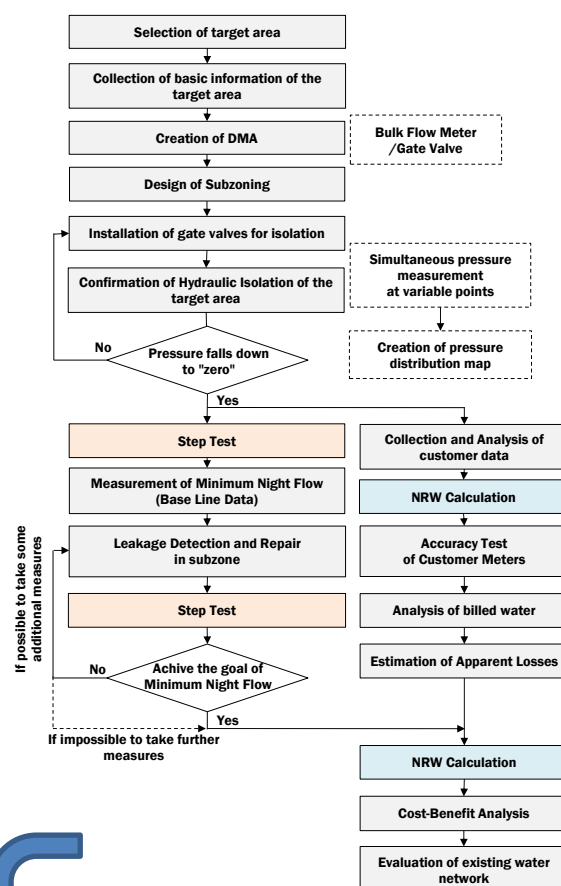 Selection of target area
Collection of basic information of the
target area
Creation of DMA
Bulk Flow Meter
/Gate Valve
Design of Subzoning
Installation of gate valves for isolation
Simultaneous pressure
measurement
at variable points
Confirmation of Hydraulic Isolation of the
target area
No
Pressure falls down
to "zero"
Creation of pressure
distribution map
Yes
Step Test
Collection and Analysis of
customer data
Measurement of Minimum Night Flow
(Base Line Data)
NRW Calculation
If possible to take some
additional measures
Leakage Detection and Repair
in subzone
Accuracy Test
of Customer Meters
Step Test
Analysis of billed water
No
Achive the goal of
Minimum Night Flow
Estimation of Apparent Losses
Yes
If impossible to take further
measures
NRW Calculation
Cost-Benefit Analysis
Evaluation of existing water
network